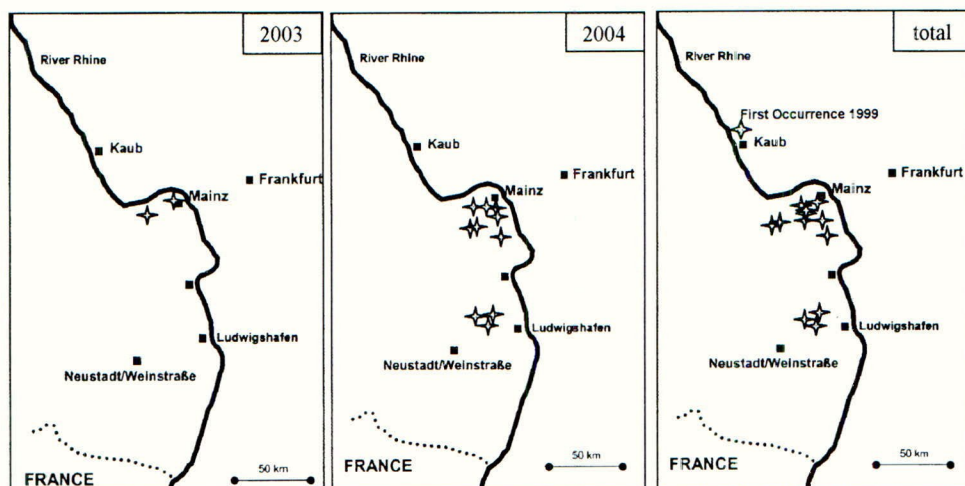 2003
River Rhine
Kaub
Frankfurt
Mainz
Ludwigshafen
Neustadt/Weinstraße
FRANCE
50 km
2004
River Rhine
Kaub
Frankfurt
Mainz
Ludwigshafen
Neustadt/Weinstraße
FRANCE
50 km
total
River Rhine
First Occurrence 1999
Kaub
Frankfurt
Mainz
Ludwigshafen
Neustadt/Weinstraße
FRANCE
50 km